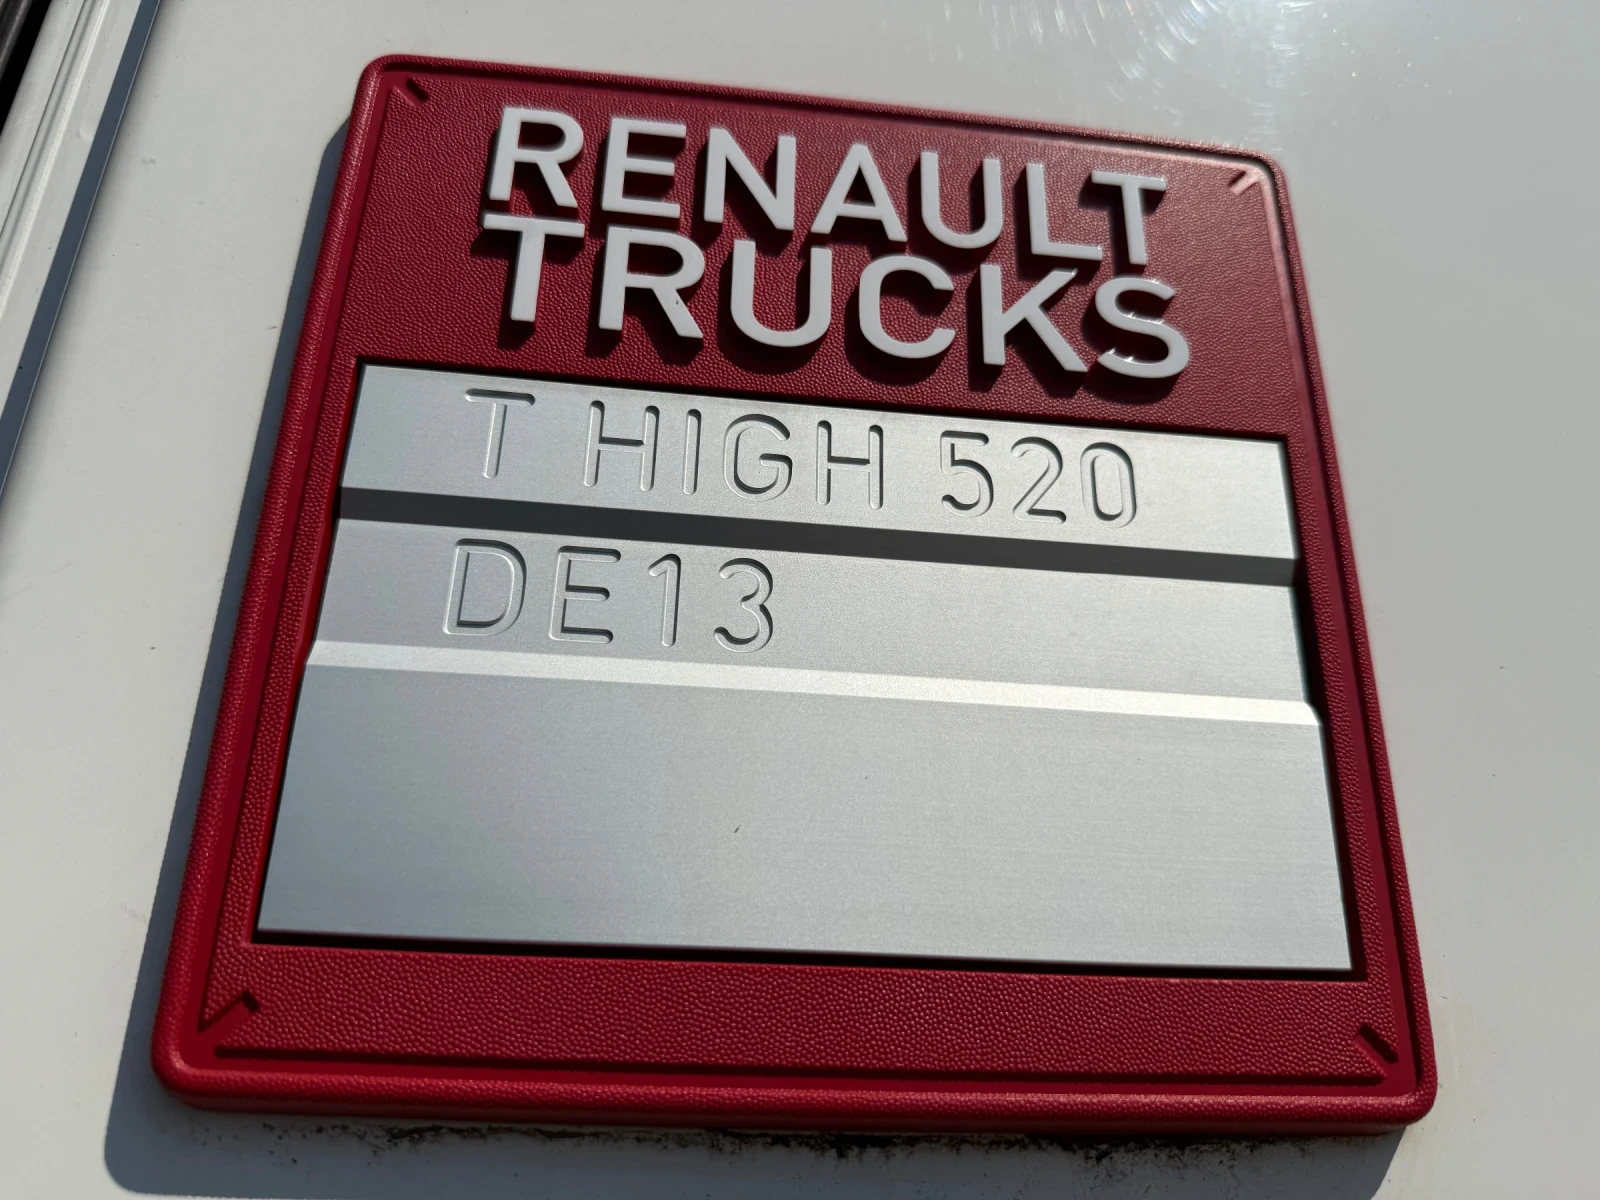 RENAULT
TRUCKS
T HIGH 520
DE13